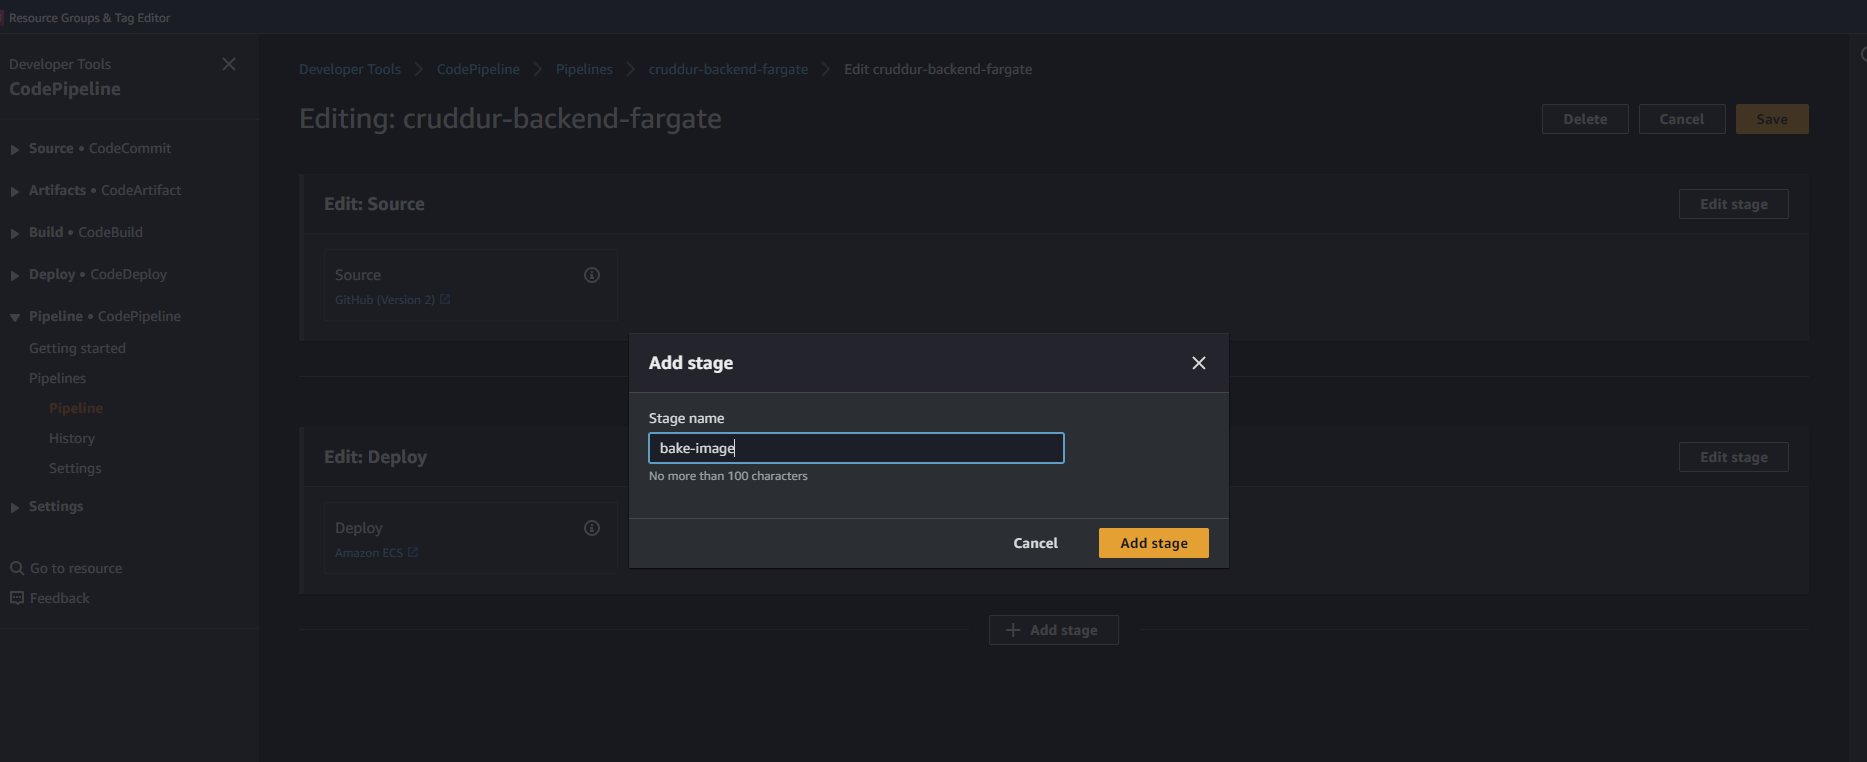 Resource Groups & Tag Editor
Developer Tools
CodePipeline
Source • CodeCommit
Artifacts • CodeArtifact
Build • CodeBuild
Deploy • CodeDeploy
Pipeline • CodePipeline
Getting started
Pipelines
Pipeline
History
Settings
Settings
Go to resource
Feedback
Developer Tools > CodePipeline > Pipelines > cruddur-backend-fargate > Edit cruddur-backend-fargate
Editing: cruddur-backend-fargate
Delete Cancel Save
Edit: Source
Edit stage
Source
GitHub (Version 2)
Edit: Deploy
Edit stage
Deploy
Amazon ECS
Add stage
Add stage
Stage name
bake-image
No more than 100 characters
Cancel Add stage